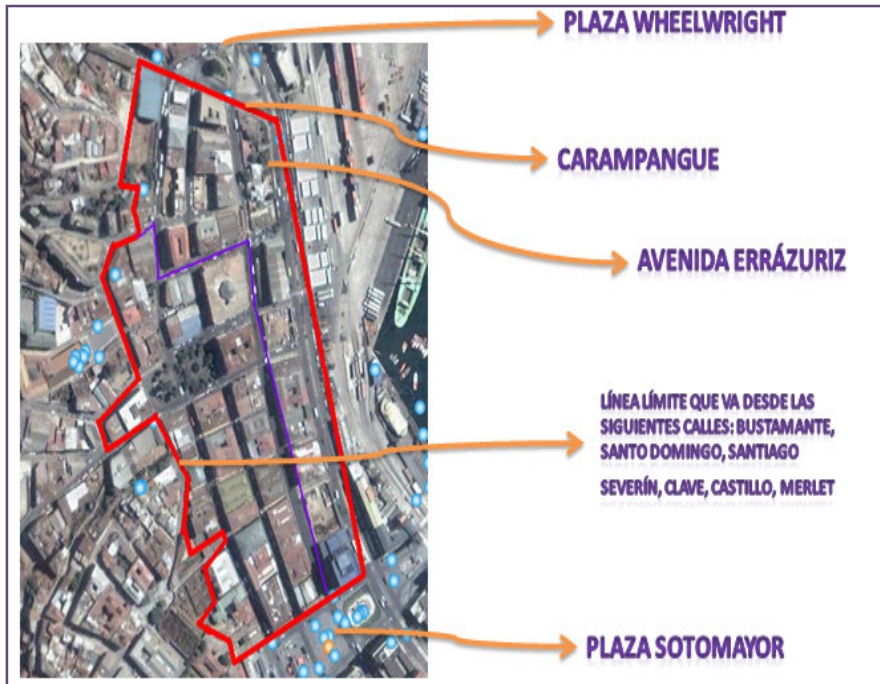 PLAZA WHEELWRIGHT
CARAMPANGUE
AVENIDA ERRÁZURIZ
LÍNEA LÍMITE QUE VA DESDE LAS
SIGUIENTES CALLES: BUSTAMANTE,
SANTO DOMINGO, SANTIAGO
SEVERÍN, CLAVE, CASTILLO, MERLET
PLAZA SOTOMAYOR